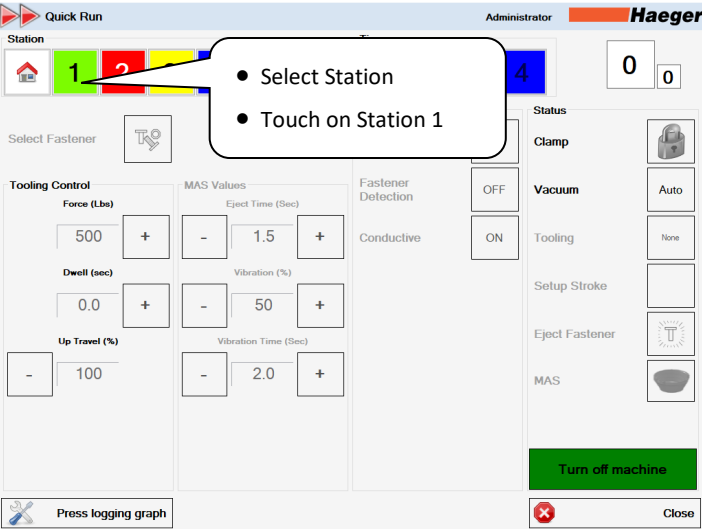 Quick Run
Administrator
Haeger
Station
1
4
0
0
• Select Station
• Touch on Station 1
Select Fastener
Status
Clamp
Tooling Control
MAS Values
Fastener
Detection
OFF
Vacuum
Auto
Force (Lbs)
Eject Time (Sec)
500
+
-
1.5
+
Conductive
ON
Tooling
None
Dwell (sec)
Vibration (%)
Setup Stroke
0.0
+
-
50
+
Up Travel (%)
Vibration Time (Sec)
Eject Fastener
-
100
-
2.0
+
MAS
Turn off machine
Press logging graph
Close